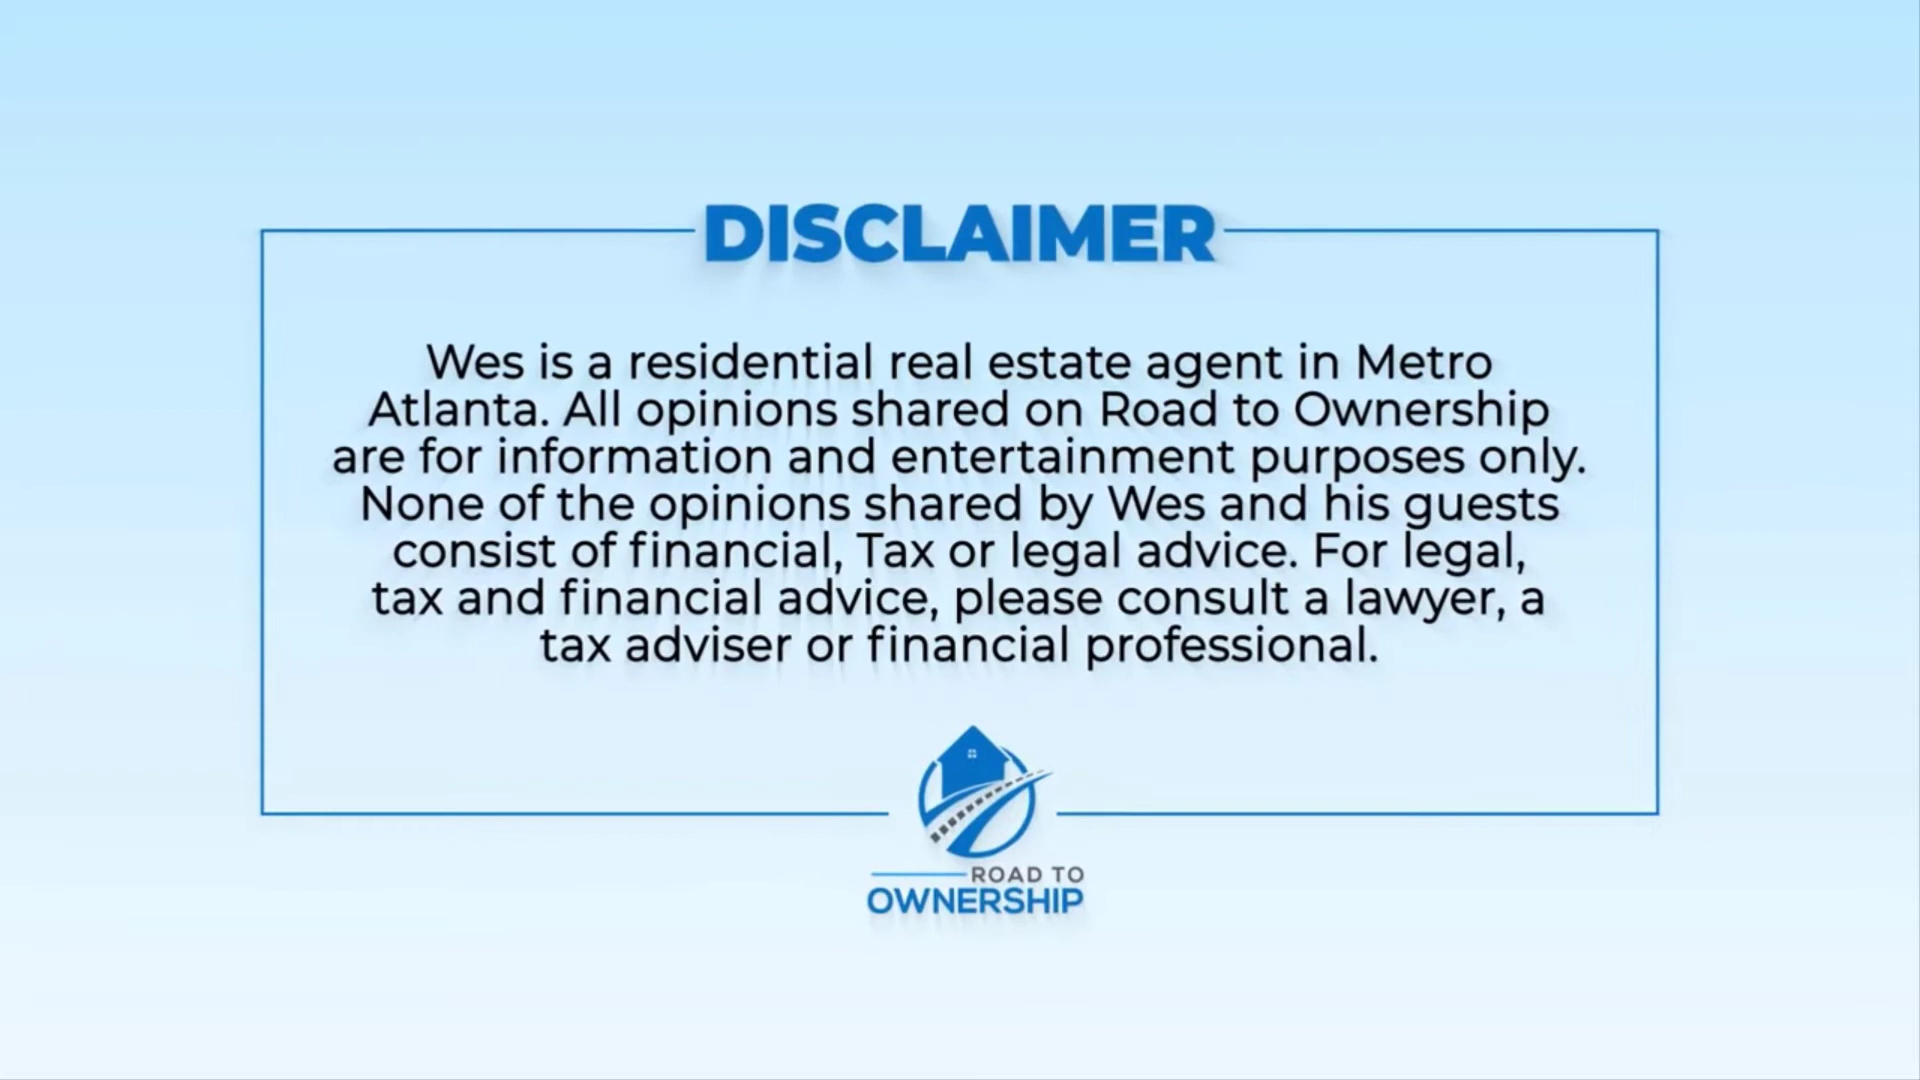 DISCLAIMER
Wes is a residential real estate agent in Metro
Atlanta. All opinions shared on Road to Ownership
are for information and entertainment purposes only.
None of the opinions shared by Wes and his guests
consist of financial, Tax or legal advice. For legal,
tax and financial advice, please consult a lawyer, a
tax adviser or financial professional.
ROAD TO
OWNERSHIP